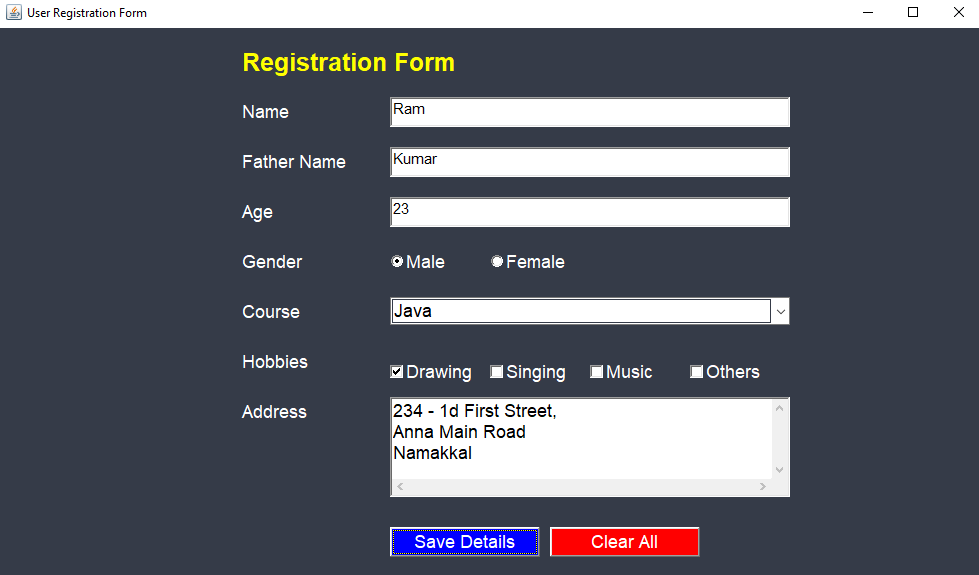 User Registration Form
Registration Form
Name Ram
Father Name Kumar
Age 23
Gender Male Female
Course Java
Hobbies
Drawing Singing Music Others
Address 234 - 1d First Street,
Anna Main Road
Namakkal
Save Details Clear All